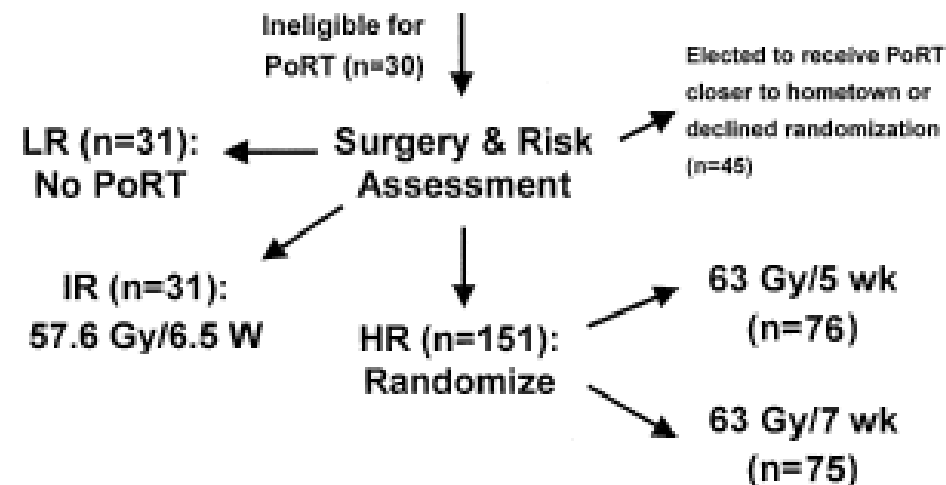 Ineligible for
PoRT (n=30)
Elected to receive PoRT
closer to hometown or
declined randomization
(n=45)
LR (n=31):
No PoRT
Surgery & Risk
Assessment
IR (n=31):
57.6 Gy/6.5 W
HR (n=151):
Randomize
63 Gy/5 wk
(n=76)
63 Gy/7 wk
(n=75)